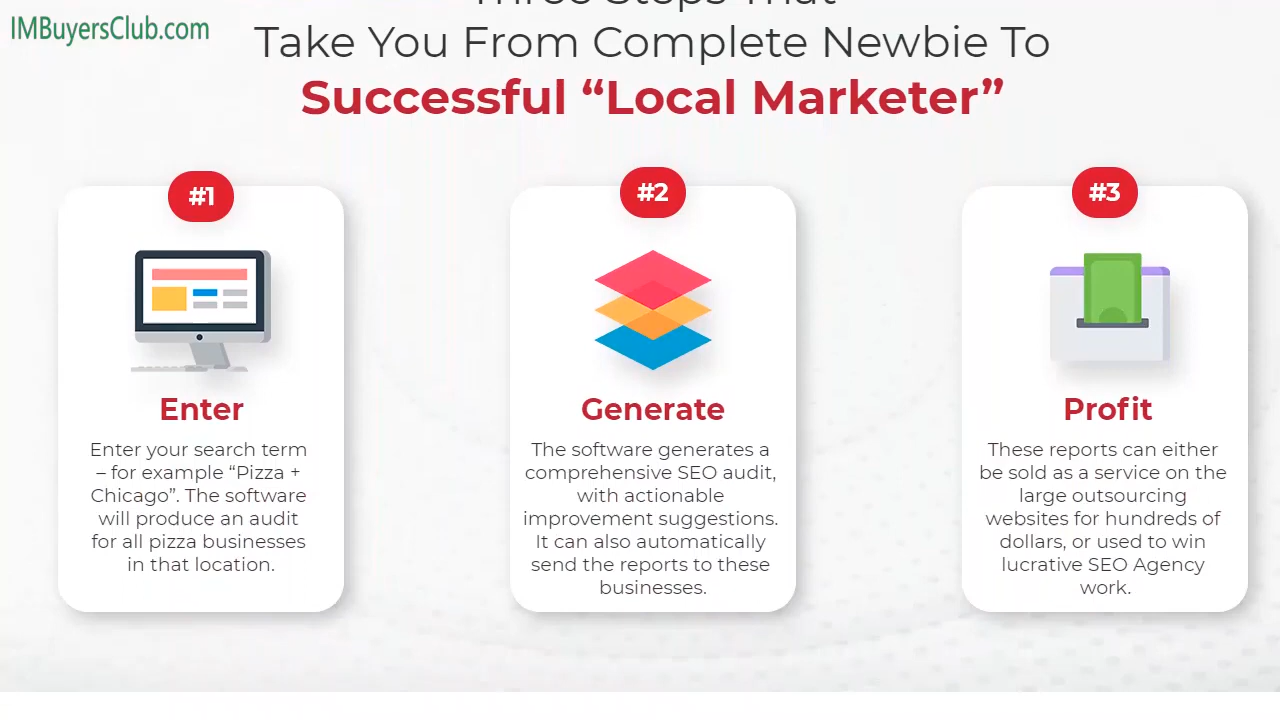 IMBuyersClub.com
Three Steps That
Take You From Complete Newbie To
Successful “Local Marketer”
#1
Enter
Enter your search term
– for example “Pizza +
Chicago”. The software
will produce an audit
for all pizza businesses
in that location.
#2
Generate
The software generates a
comprehensive SEO audit,
with actionable
improvement suggestions.
It can also automatically
send the reports to these
businesses.
#3
Profit
These reports can either
be sold as a service on the
large outsourcing
websites for hundreds of
dollars, or used to win
lucrative SEO Agency
work.